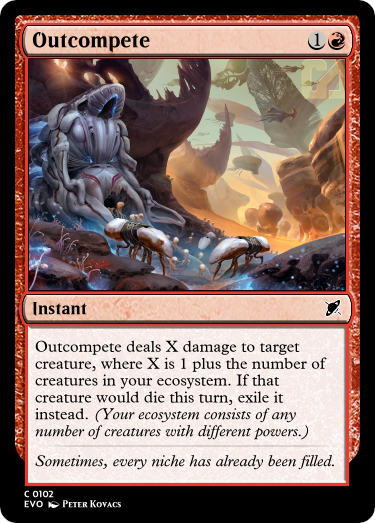 Outcompete 1
Instant
Outcompete deals X damage to target
creature, where X is 1 plus the number of
creatures in your ecosystem. If that
creature would die this turn, exile it
instead. (Your ecosystem consists of any
number of creatures with different powers.)
Sometimes, every niche has already been filled.
C 0102
EVO Peter Kovacs